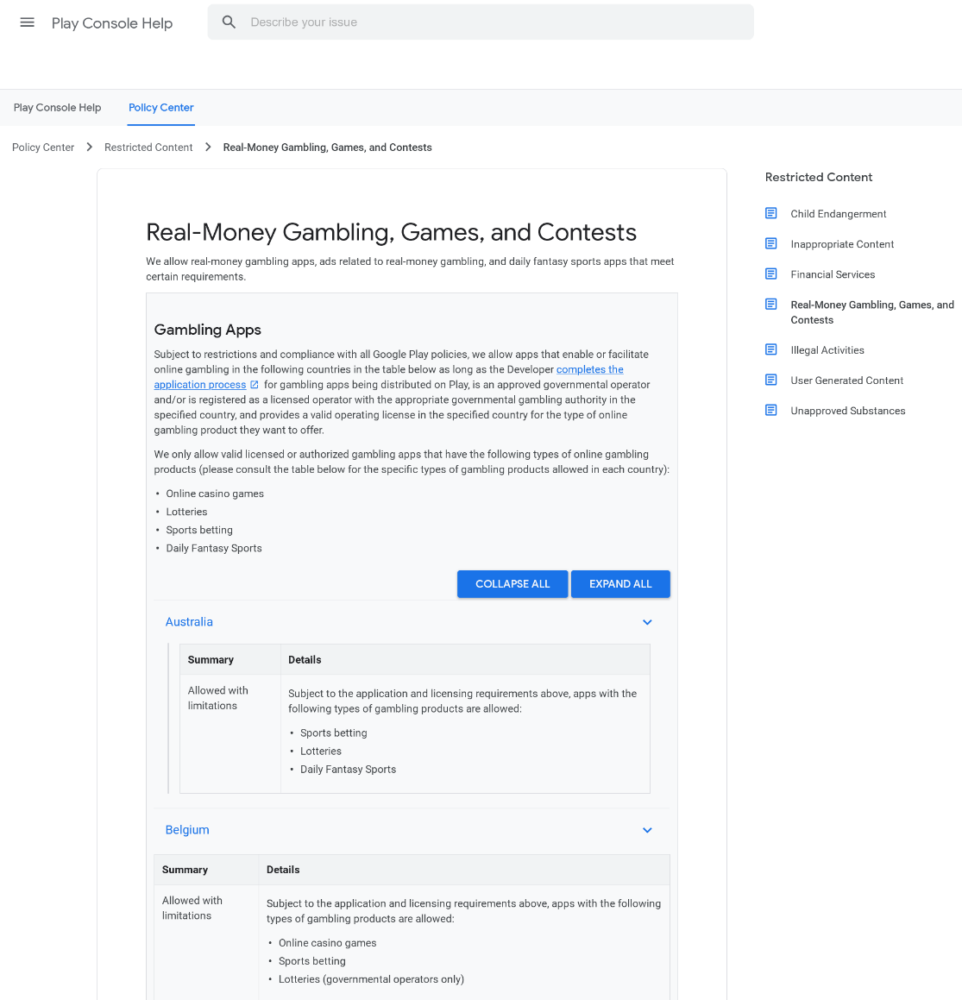 Play Console Help
Describe your issue
Play Console Help
Policy Center
Policy Center
Restricted Content
Real-Money Gambling, Games, and Contests
Real-Money Gambling, Games, and Contests
We allow real-money gambling apps, ads related to real-money gambling, and daily fantasy sports apps that meet
certain requirements.
Gambling Apps
Subject to restrictions and compliance with all Google Play policies, we allow apps that enable or facilitate
online gambling in the following countries in the table below as long as the Developer completes the
application process for gambling apps being distributed on Play, is an approved governmental operator
and/or is registered as a licensed operator with the appropriate governmental gambling authority in the
specified country, and provides a valid operating license in the specified country for the type of online
gambling product they want to offer.
We only allow valid licensed or authorized gambling apps that have the following types of online gambling
products (please consult the table below for the specific types of gambling products allowed in each country):
• Online casino games
• Lotteries
• Sports betting
• Daily Fantasy Sports
COLLAPSE ALL
EXPAND ALL
Australia
Summary
Details
Allowed with
limitations
Subject to the application and licensing requirements above, apps with the
following types of gambling products are allowed:
• Sports betting
• Lotteries
• Daily Fantasy Sports
Belgium
Summary
Details
Allowed with
limitations
Subject to the application and licensing requirements above, apps with the following
types of gambling products are allowed:
• Online casino games
• Sports betting
• Lotteries (governmental operators only)
Restricted Content
Child Endangerment
Inappropriate Content
Financial Services
Real-Money Gambling, Games, and
Contests
Illegal Activities
User Generated Content
Unapproved Substances